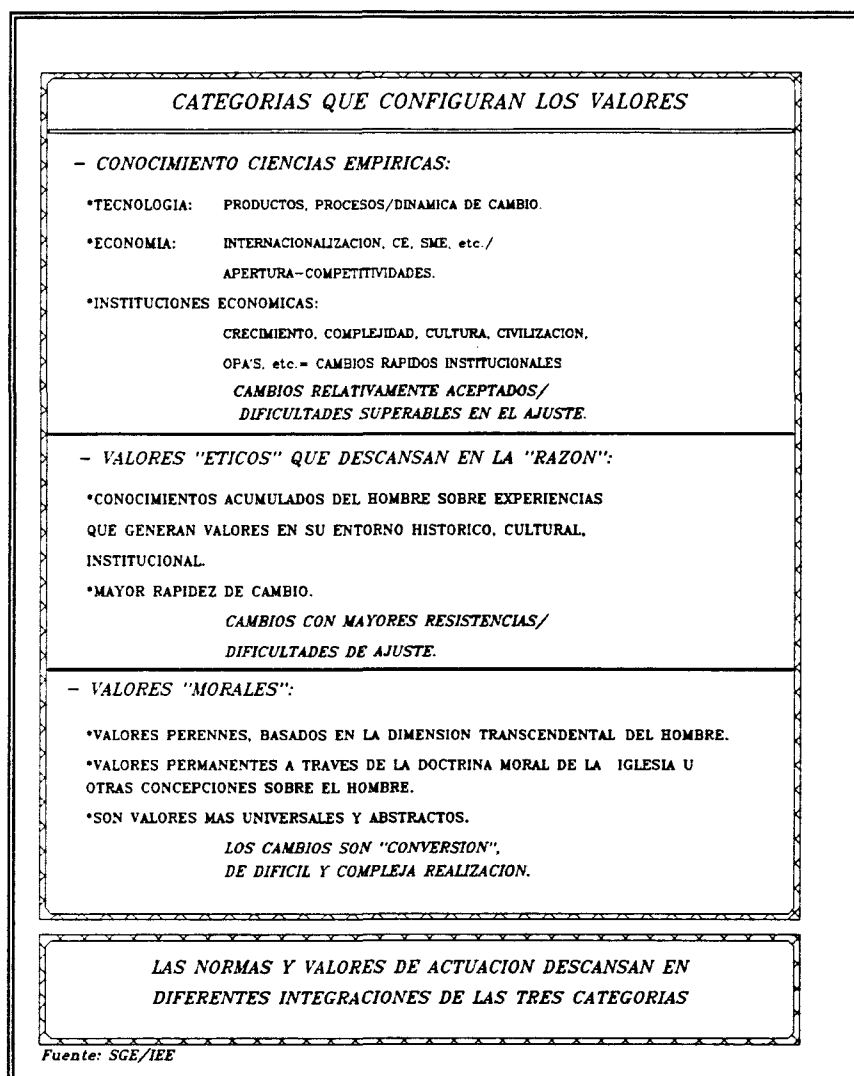 CATEGORIAS QUE CONFIGURAN LOS VALORES
- CONOCIMIENTO CIENCIAS EMPIRICAS:
*TECNOLOGIA: PRODUCTOS, PROCESOS/DINAMICA DE CAMBIO.
*ECONOMIA: INTERNACIONALIZACION, CE, SME, etc./
APERTURA-COMPETITIVIDADES.
*INSTITUCIONES ECONOMICAS:
CRECIMIENTO, COMPLEJIDAD, CULTURA, CIVILIZACION,
OPA'S, etc.= CAMBIOS RAPIDOS INSTITUCIONALES
CAMBIOS RELATIVAMENTE ACEPTADOS/
DIFICULTADES SUPERABLES EN EL AJUSTE.
- VALORES "ETICOS" QUE DESCANSAN EN LA "RAZON":
*CONOCIMIENTOS ACUMULADOS DEL HOMBRE SOBRE EXPERIENCIAS
QUE GENERAN VALORES EN SU ENTORNO HISTORICO, CULTURAL,
INSTITUCIONAL.
*MAYOR RAPIDEZ DE CAMBIO.
CAMBIOS CON MAYORES RESISTENCIAS/
DIFICULTADES DE AJUSTE.
- VALORES "MORALES":
*VALORES PERENNES, BASADOS EN LA DIMENSION TRANSCENDENTAL DEL HOMBRE.
*VALORES PERMANENTES A TRAVES DE LA DOCTRINA MORAL DE LA IGLESIA U
OTRAS CONCEPCIONES SOBRE EL HOMBRE.
*SON VALORES MAS UNIVERSALES Y ABSTRACTOS.
LOS CAMBIOS SON "CONVERSION",
DE DIFICIL Y COMPLEJA REALIZACION.
LAS NORMAS Y VALORES DE ACTUACION DESCANSAN EN
DIFERENTES INTEGRACIONES DE LAS TRES CATEGORIAS
Fuente: SGE/IEE